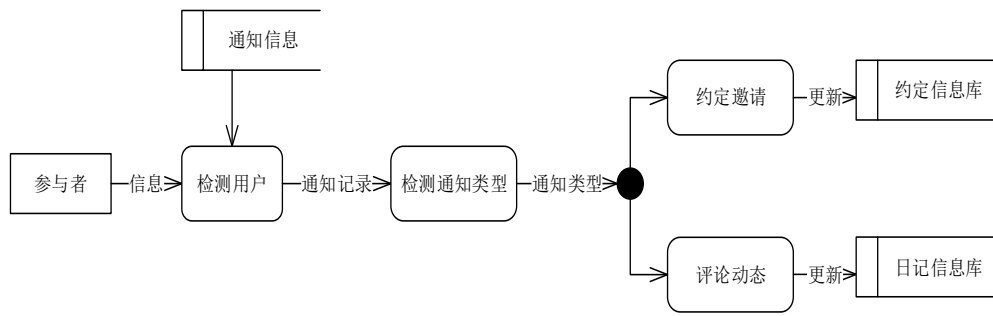 通知信息
约定邀请
更新
约定信息库
参与者
信息
检测用户
通知记录
检测通知类型
通知类型
评论动态
更新
日记信息库